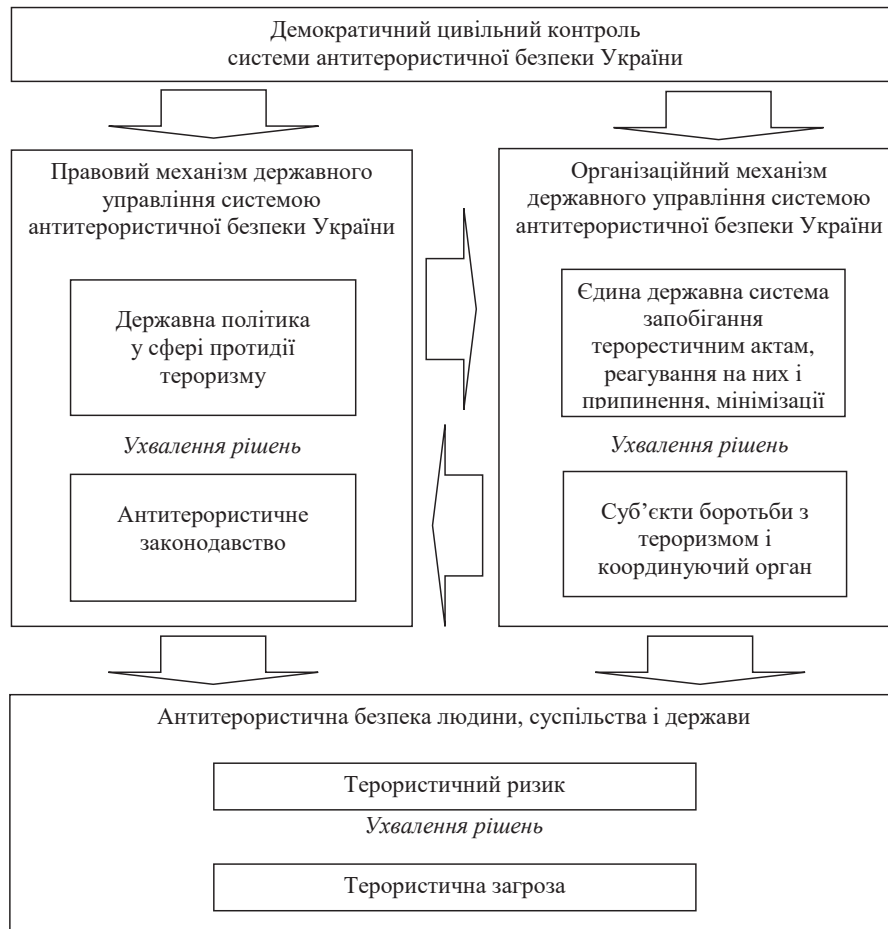 Демократичний цивільний контроль
системи антитерористичної безпеки України
Правовий механізм державного
управління системою
антитерористичної безпеки України
Державна політика
у сфері протидії
тероризму
Ухвалення рішень
Антитерористичне
законодавство
Організаційний механізм
державного управління системою
антитерористичної безпеки України
Єдина державна система
запобігання
терорестичним актам,
реагування на них і
припинення, мінімізації
Ухвалення рішень
Суб’єкти боротьби з
тероризмом і
координуючий орган
Антитерористична безпека людини, суспільства і держави
Терористичний ризик
Ухвалення рішень
Терористична загроза